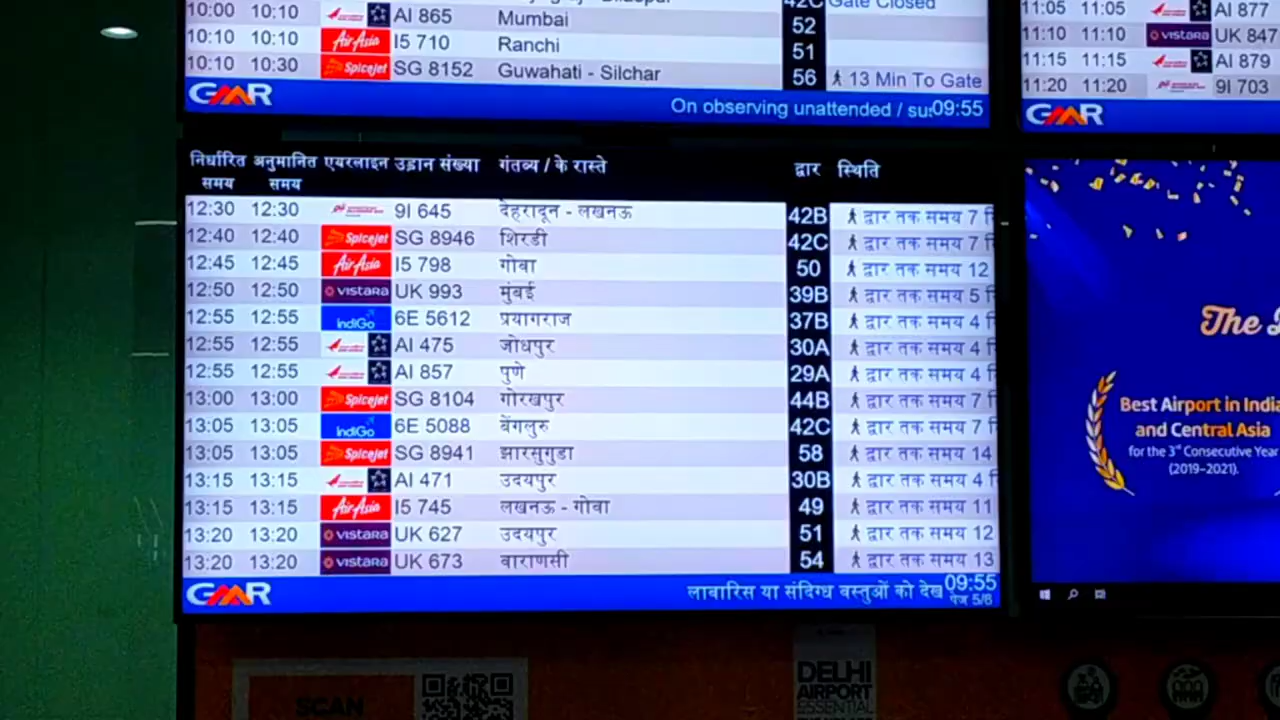 10:00 10:10 AI 865 Mumbai 52
42C Gate Closed
10:10 10:10 AirAsia I5 710 Ranchi 51
10:10 10:30 Spicejet SG 8152 Guwahati - Silchar 56 13 Min To Gate
GMR On observing unattended / sus 09:55
11:05 11:05 AI 877
11:10 11:10 VISTARA UK 847
11:15 11:15 AI 879
11:20 11:20 9I 703
GMR
निर्धारित समय अनुमानित समय एयरलाइन उड़ान संख्या गंतव्य / के रास्ते द्वार स्थिति
12:30 12:30 9I 645 देहरादून - लखनऊ 42B द्वार तक समय 7
12:40 12:40 Spicejet SG 8946 शिरडी 42C द्वार तक समय 7
12:45 12:45 AirAsia I5 798 गोवा 50 द्वार तक समय 12
12:50 12:50 VISTARA UK 993 मुंबई 39B द्वार तक समय 5
12:55 12:55 IndiGo 6E 5612 प्रयागराज 37B द्वार तक समय 4
12:55 12:55 AI 475 जोधपुर 30A द्वार तक समय 4
12:55 12:55 AI 857 पुणे 29A द्वार तक समय 4
13:00 13:00 Spicejet SG 8104 गोरखपुर 44B द्वार तक समय 7
13:05 13:05 IndiGo 6E 5088 बेंगलुरु 42C द्वार तक समय 7
13:05 13:05 Spicejet SG 8941 झारसुगुडा 58 द्वार तक समय 14
13:15 13:15 AI 471 उदयपुर 30B द्वार तक समय 4
13:15 13:15 AirAsia I5 745 लखनऊ - गोवा 49 द्वार तक समय 11
13:20 13:20 VISTARA UK 627 उदयपुर 51 द्वार तक समय 12
13:20 13:20 VISTARA UK 673 वाराणसी 54 द्वार तक समय 13
GMR लावारिस या संदिग्ध वस्तुओं को देख 09:55
पेज 5/6
The
Best Airport in India
and Central Asia
for the 3rd Consecutive Year
(2019-2021).
SCAN
DELHI
AIRPORT
ESSENTIAL